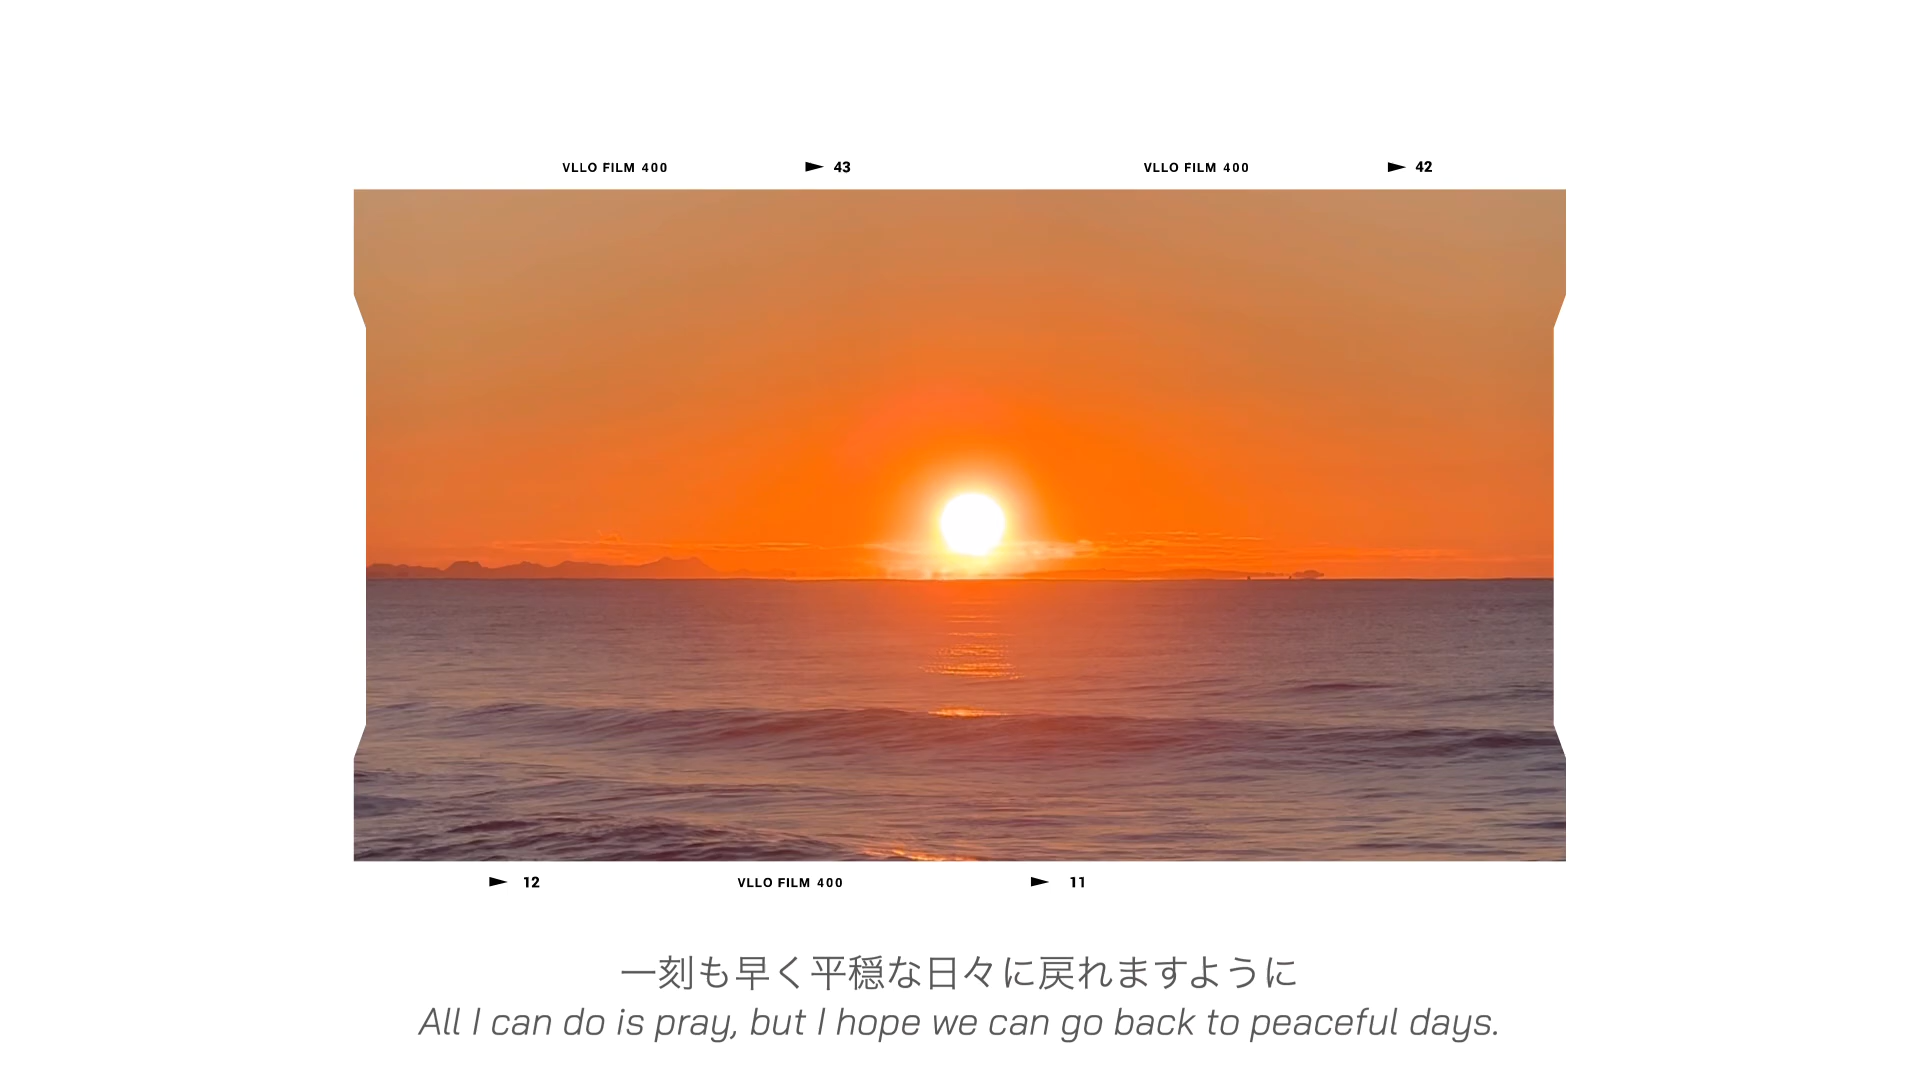 VLLO FILM 400 ► 43 VLLO FILM 400 ► 42
► 12 VLLO FILM 400 ► 11
一刻も早く平穏な日々に戻れますように
All I can do is pray, but I hope we can go back to peaceful days.